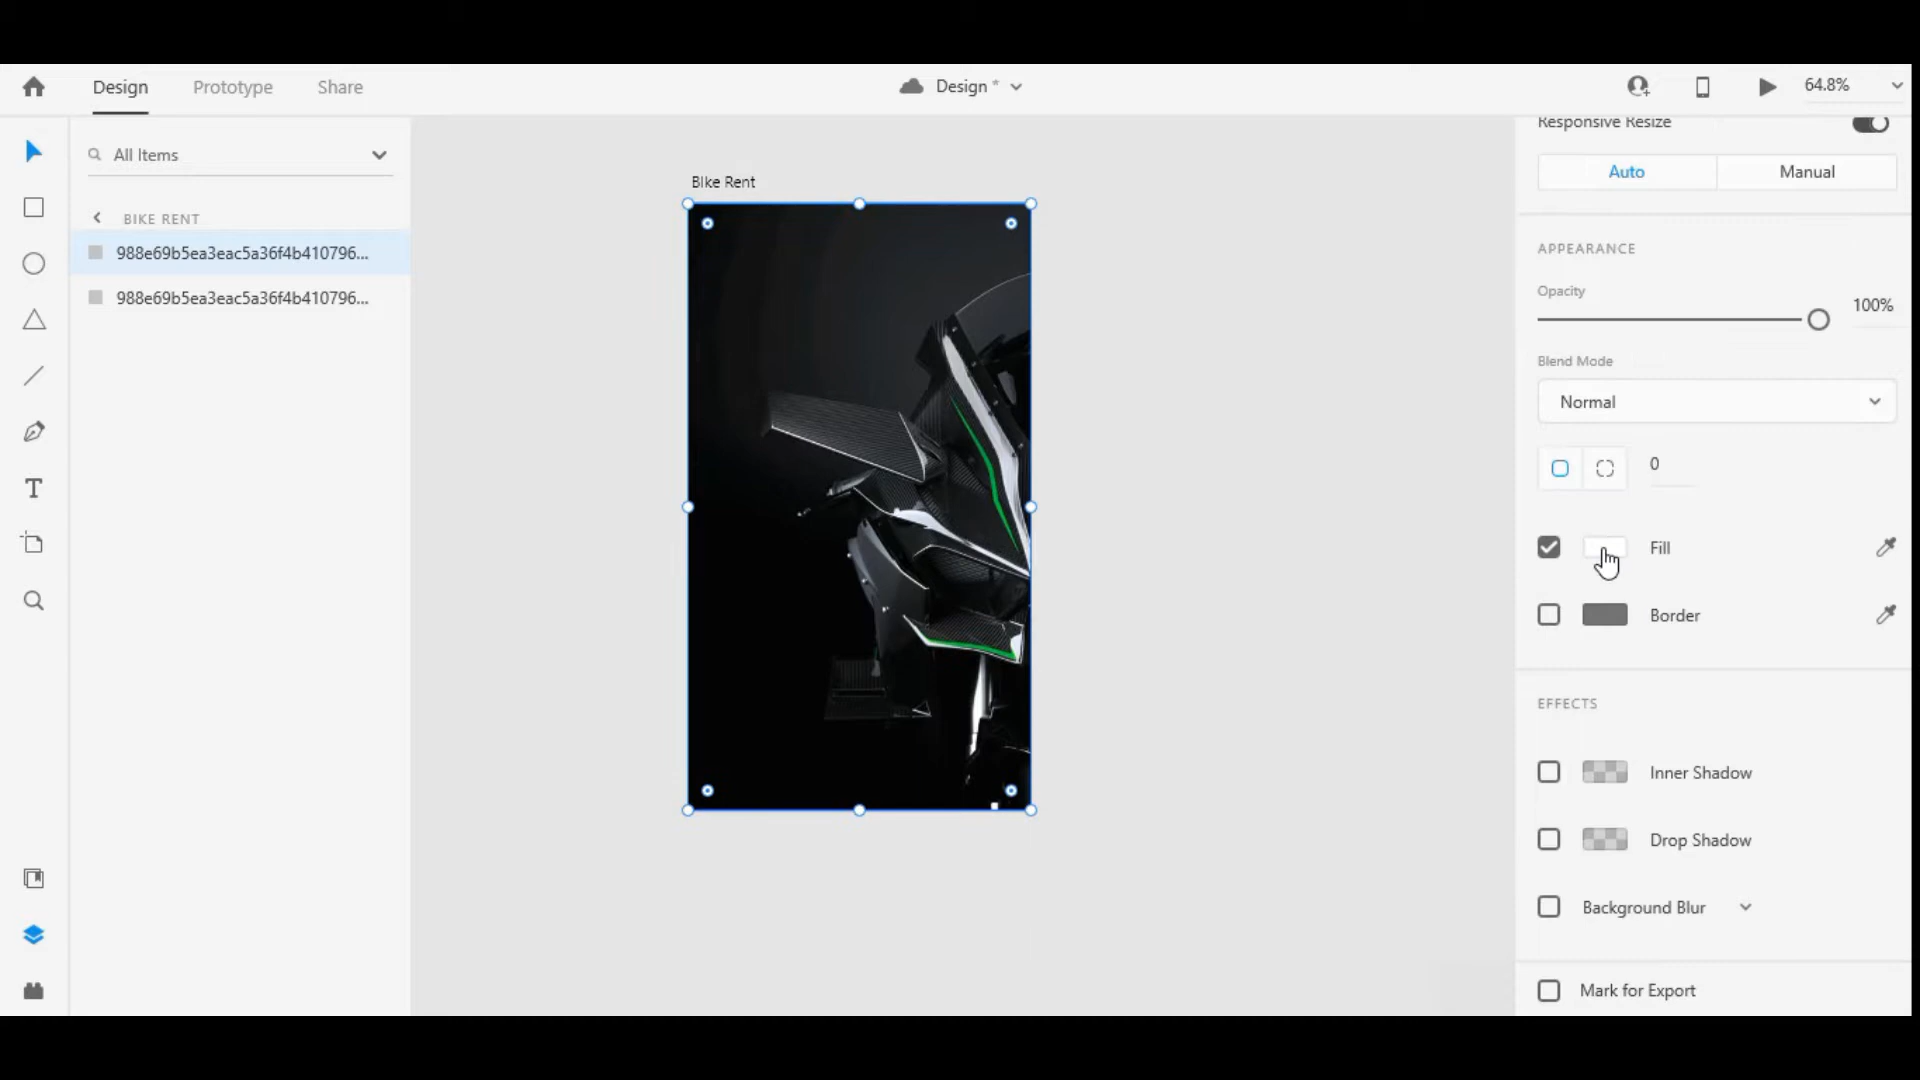 Design
Prototype
Share
Design *
64.8%
All Items
BIKE RENT
988e69b5ea3eac5a36f4b410796...
988e69b5ea3eac5a36f4b410796...
Bike Rent
Responsive Resize
Auto
Manual
APPEARANCE
Opacity
100%
Blend Mode
Normal
0
Fill
Border
EFFECTS
Inner Shadow
Drop Shadow
Background Blur
Mark for Export